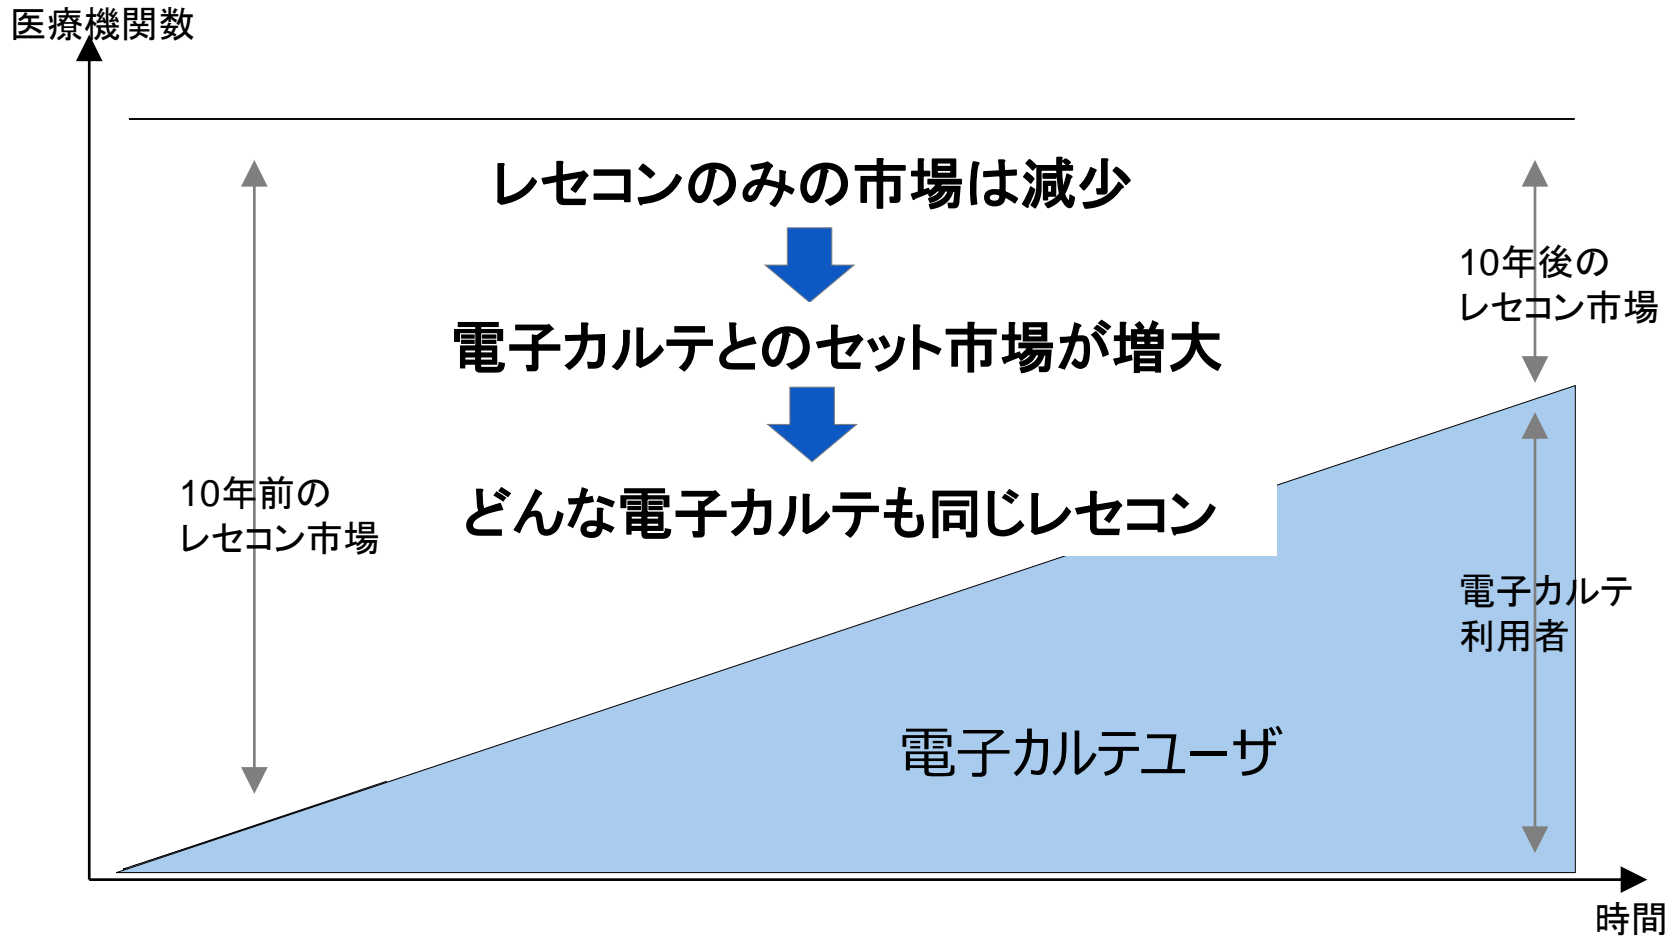 医療機関数
レセコンのみの市場は減少
電子カルテとのセット市場が増大
どんな電子カルテも同じレセコン
10年前の
レセコン市場
10年後の
レセコン市場
電子カルテ
利用者
電子カルテユーザ
時間